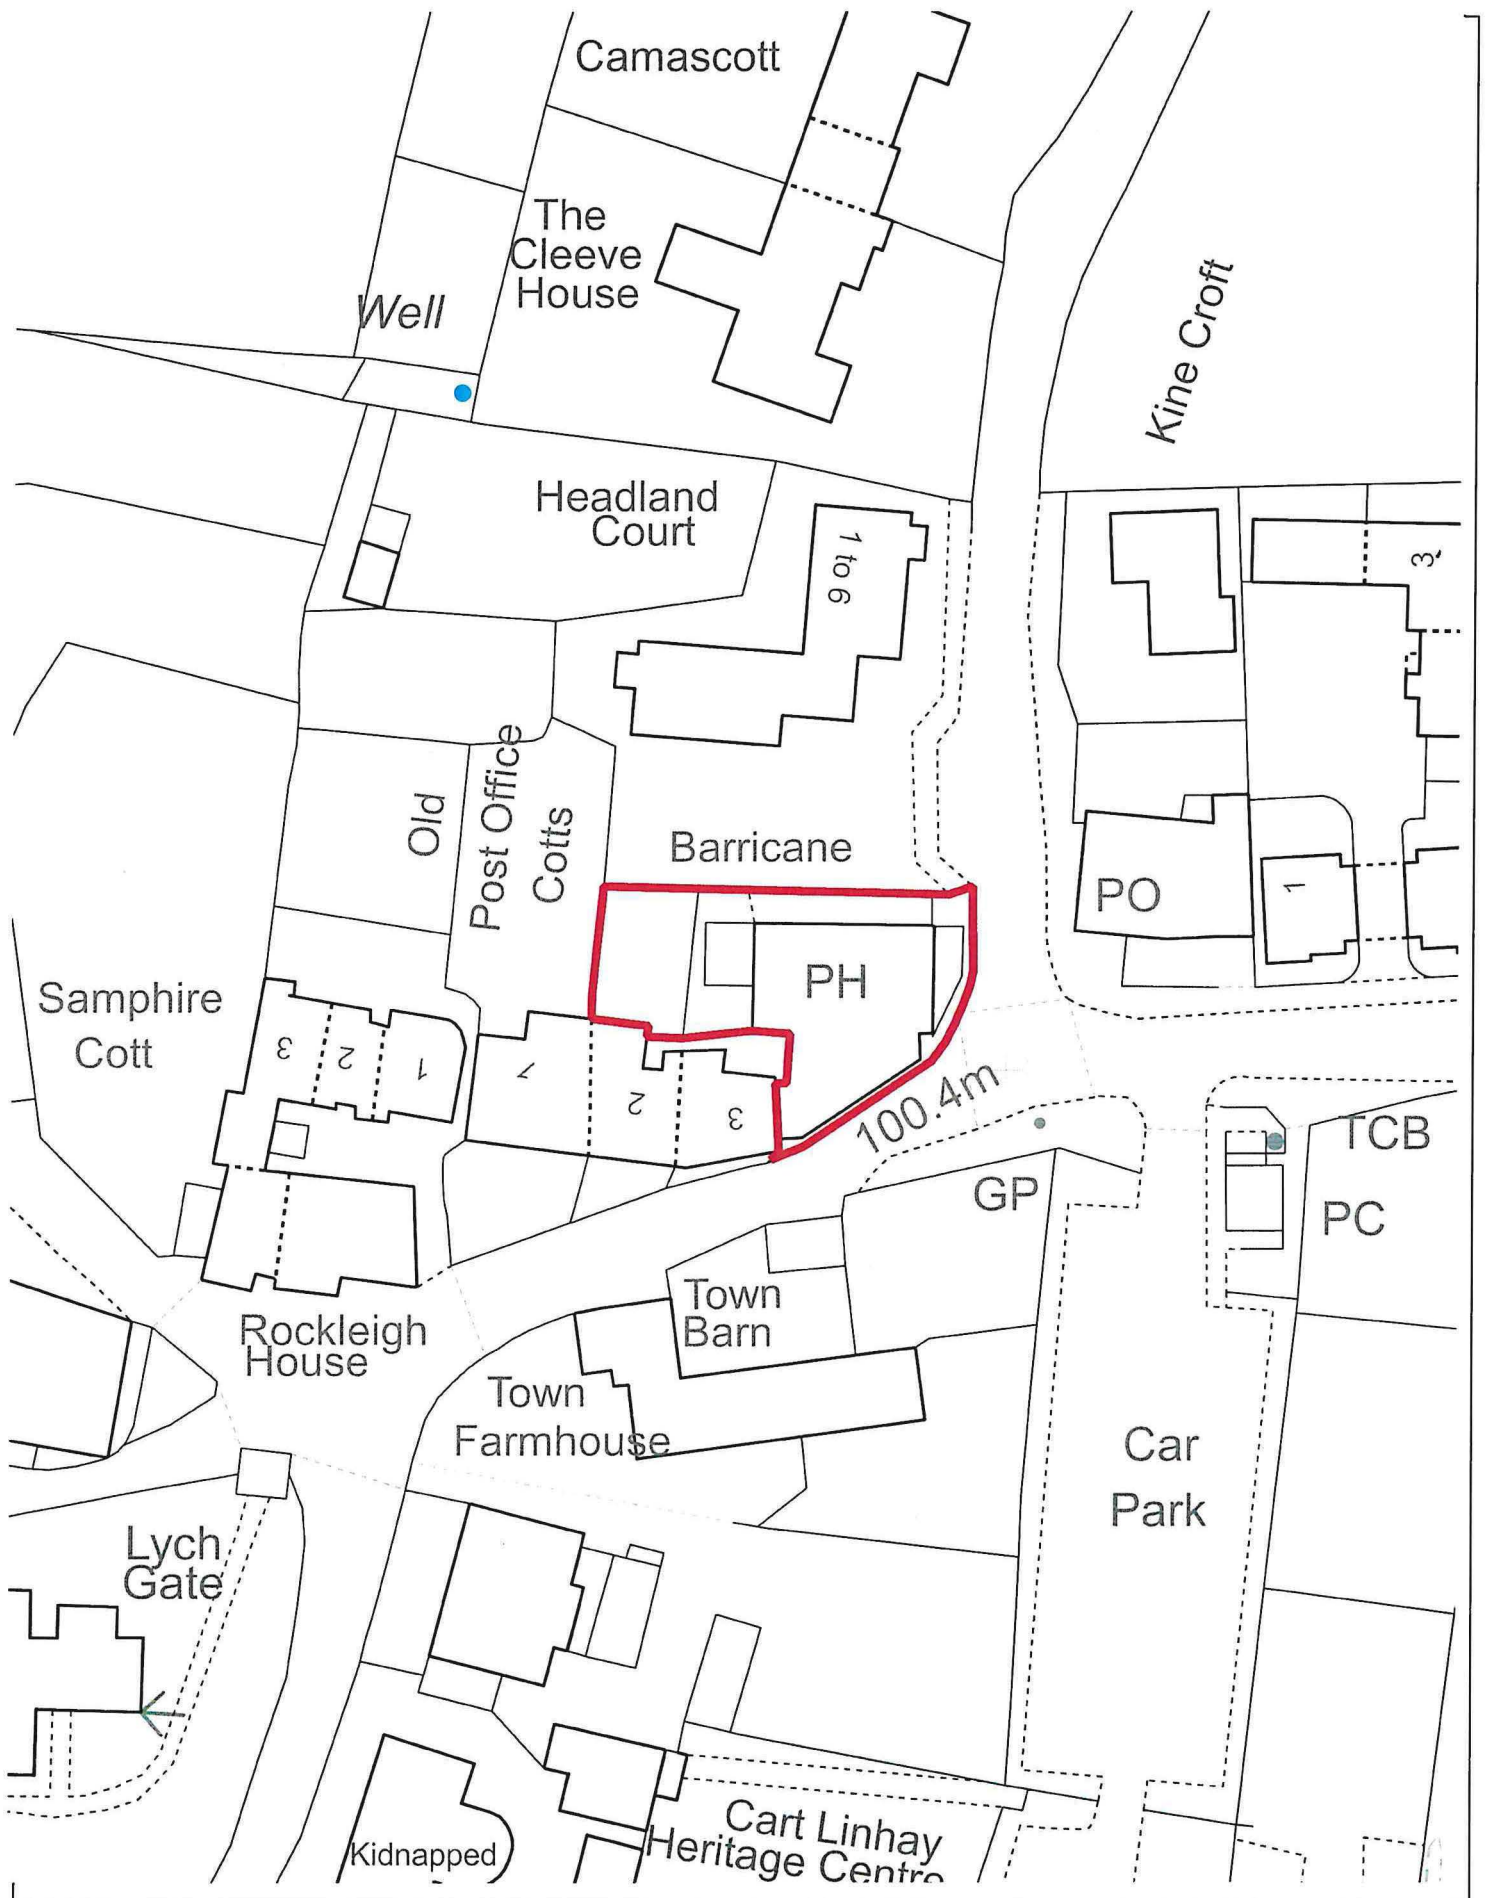 Camascott
The
Cleeve
House
Well
Kine Croft
Headland
Court
1 to 6
3
Old
Post Office
Cotts
Barricane
PO
1
PH
Samphire
Cott
3
2
1
7
2
3
100.4m
TCB
GP
PC
Town
Barn
Rockleigh
House
Town
Farmhouse
Car
Park
Lych
Gate
Cart Linhay
Heritage Centre
Kidnapped